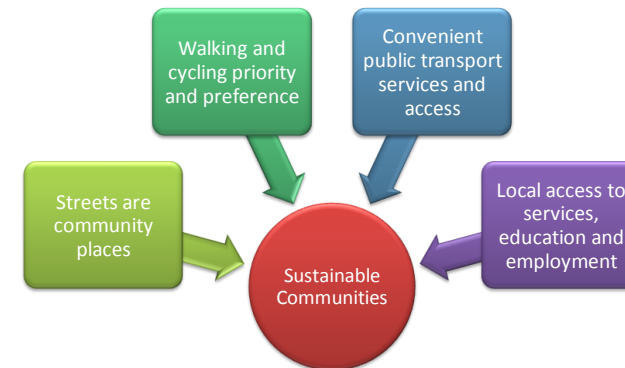 Walking and
cycling priority
and preference
Convenient
public transport
services and
access
Streets are
community
places
Local access to
services,
education and
employment
Sustainable
Communities